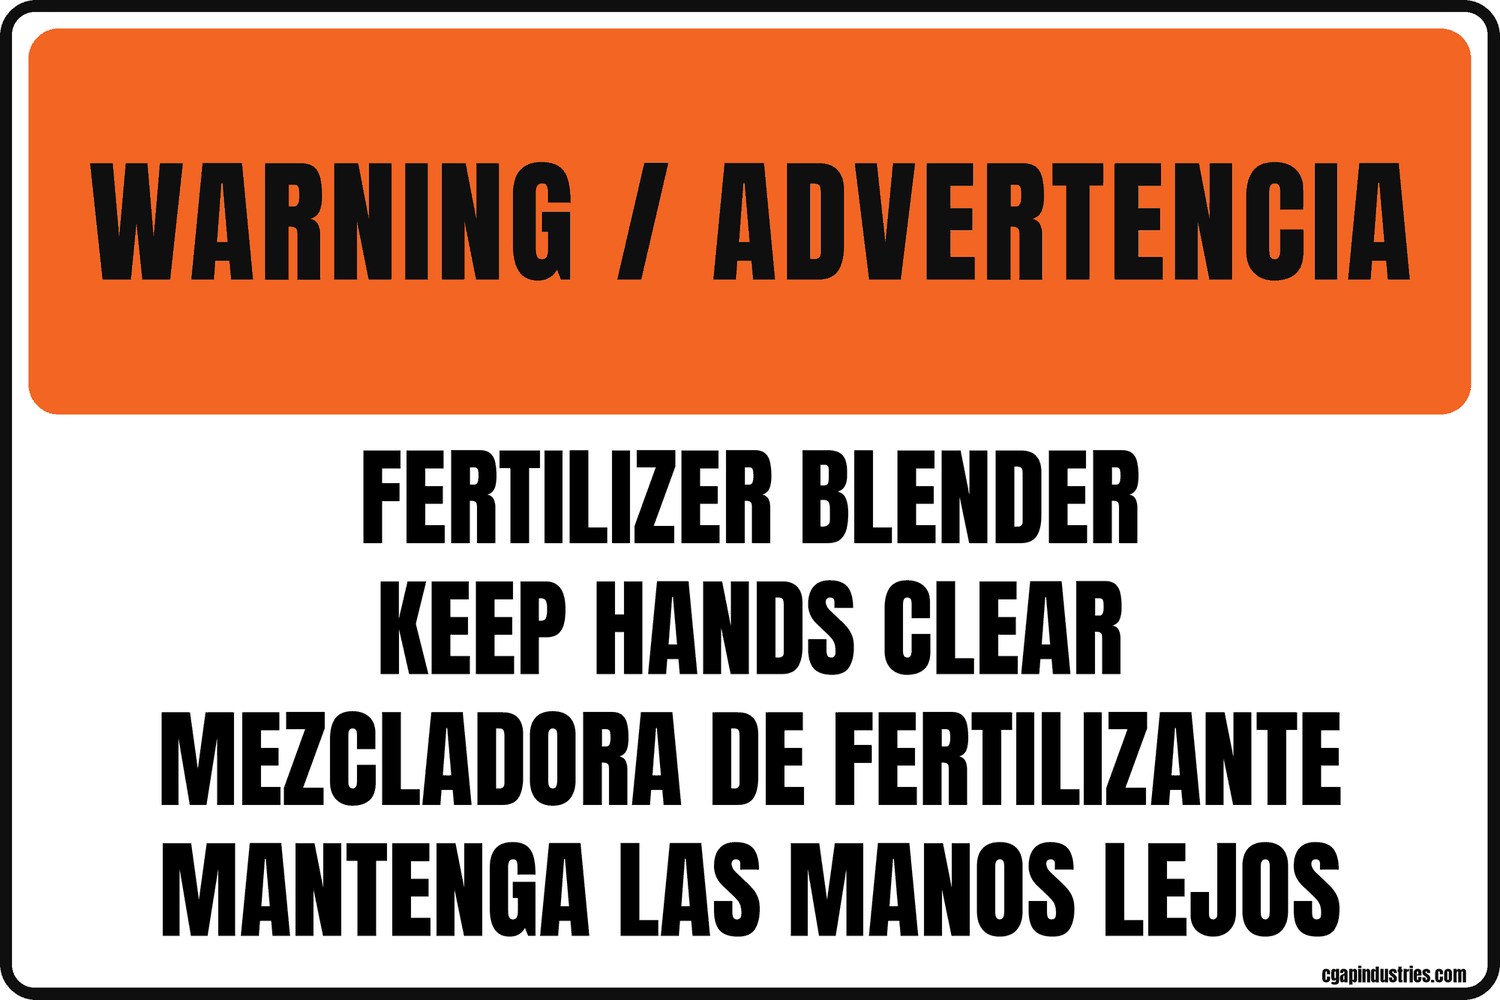 WARNING / ADVERTENCIA
FERTILIZER BLENDER
KEEP HANDS CLEAR
MEZCLADORA DE FERTILIZANTE
MANTENGA LAS MANOS LEJOS
cgapindustries.com